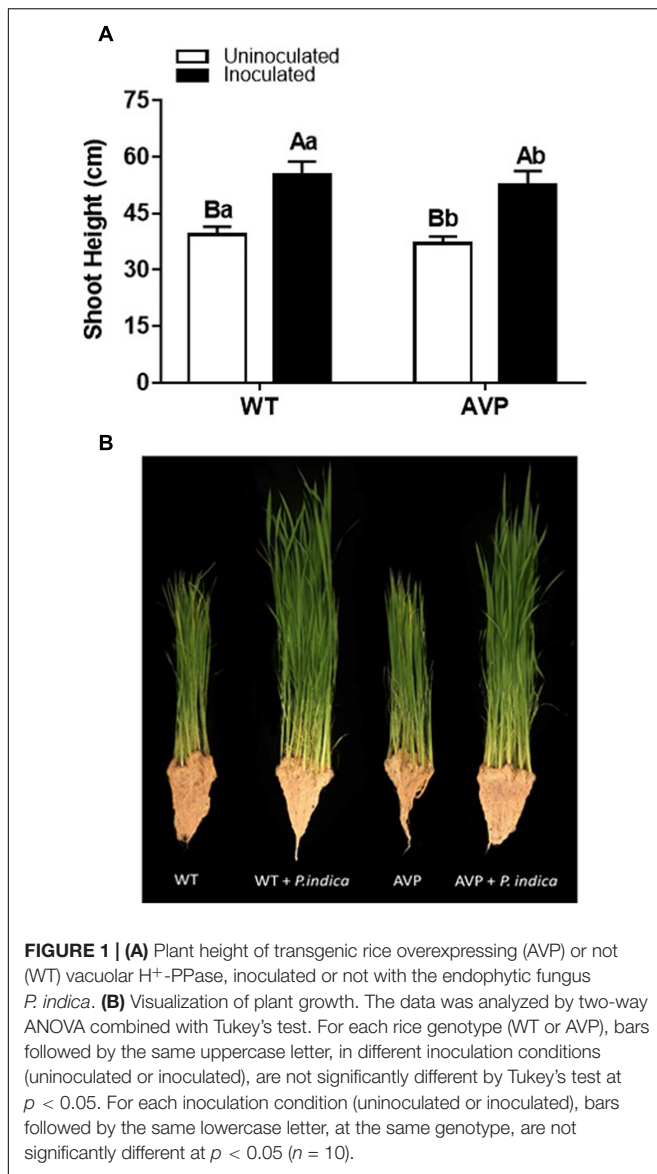 A
Uninoculated
Inoculated
75
60
45
30
15
0
Shoot Height (cm)
Ba
Aa
Bb
Ab
WT
AVP
B
WT
WT + P.indica
AVP
AVP + P.indica
FIGURE 1 | (A) Plant height of transgenic rice overexpressing (AVP) or not
(WT) vacuolar H+-PPase, inoculated or not with the endophytic fungus
P. indica. (B) Visualization of plant growth. The data was analyzed by two-way
ANOVA combined with Tukey's test. For each rice genotype (WT or AVP), bars
followed by the same uppercase letter, in different inoculation conditions
(uninoculated or inoculated), are not significantly different by Tukey's test at
p < 0.05. For each inoculation condition (uninoculated or inoculated), bars
followed by the same lowercase letter, at the same genotype, are not
significantly different at p < 0.05 (n = 10).